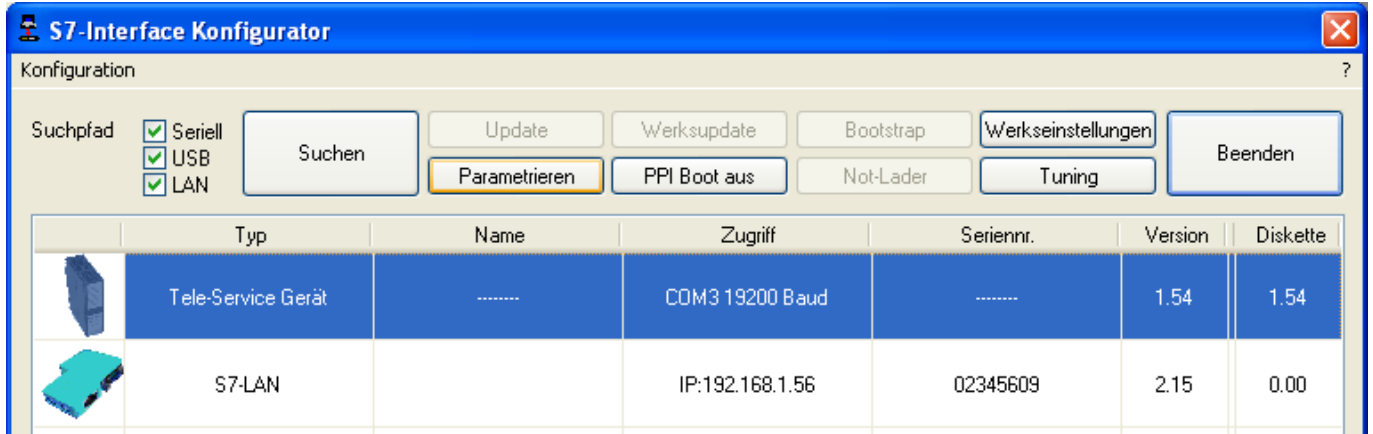 S7-Interface Konfigurator
Konfiguration ?
Suchpfad
Seriell
USB
LAN
Suchen
Update Werksupdate Bootstrap Werkseinstellungen
Parametrieren PPI Boot aus Not-Lader Tuning
Beenden
Typ Name Zugriff Seriennr. Version Diskette
Tele-Service Gerät -------- COM3 19200 Baud -------- 1.54 1.54
S7-LAN IP:192.168.1.56 02345609 2.15 0.00